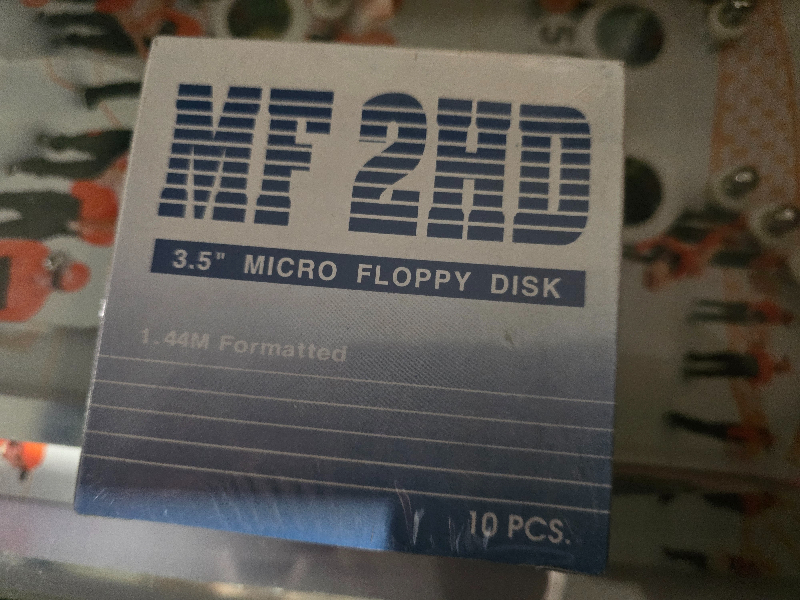 MF 2HD
3.5" MICRO FLOPPY DISK
1.44M Formatted
10 PCS.